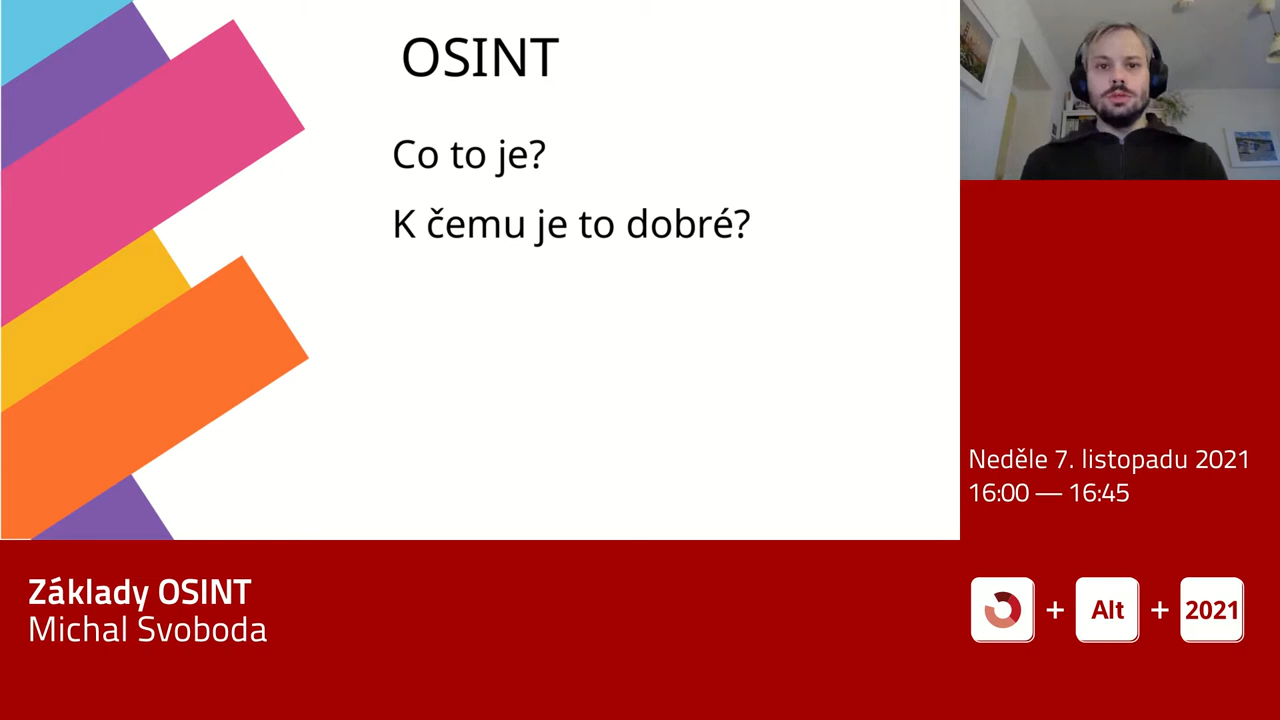 OSINT
Co to je?
K čemu je to dobré?
Neděle 7. listopadu 2021
16:00 — 16:45
Základy OSINT
Michal Svoboda
+ Alt + 2021